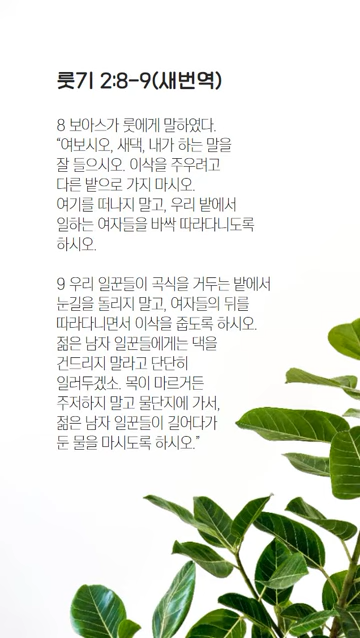 룻기 2:8-9(새번역)
8 보아스가 룻에게 말하였다.
“여보시오, 새댁, 내가 하는 말을
잘 들으시오. 이삭을 주우려고
다른 밭으로 가지 마시오.
여기를 떠나지 말고, 우리 밭에서
일하는 여자들을 바싹 따라다니도록
하시오.
9 우리 일꾼들이 곡식을 거두는 밭에서
눈길을 돌리지 말고, 여자들의 뒤를
따라다니면서 이삭을 줍도록 하시오.
젊은 남자 일꾼들에게는 댁을
건드리지 말라고 단단히
일러두겠소. 목이 마르거든
주저하지 말고 물단지에 가서,
젊은 남자 일꾼들이 길어다가
둔 물을 마시도록 하시오.”